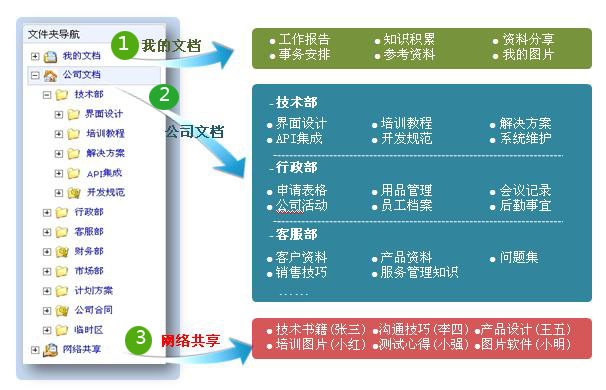 文件夹导航
我的文档
公司文档
技术部
界面设计
培训教程
解决方案
API集成
开发规范
行政部
客服部
财务部
市场部
计划方案
公司合同
临时区
网络共享
1
我的文档
2
公司文档
3
网络共享
●工作报告 ●知识积累 ●资料分享
●事务安排 ●参考资料 ●我的图片
-技术部
●界面设计 ●培训教程 ●解决方案
●API集成 ●开发规范 ●系统维护
-行政部
●申请表格 ●用品管理 ●会议记录
●公司活动 ●员工档案 ●后勤事宜
-客服部
●客户资料 ●产品资料 ●问题集
●销售技巧 ●服务管理知识
……
●技术书籍(张三) ●沟通技巧(李四) ●产品设计(王五)
●培训图片(小红) ●测试心得(小强) ●图片软件(小明)